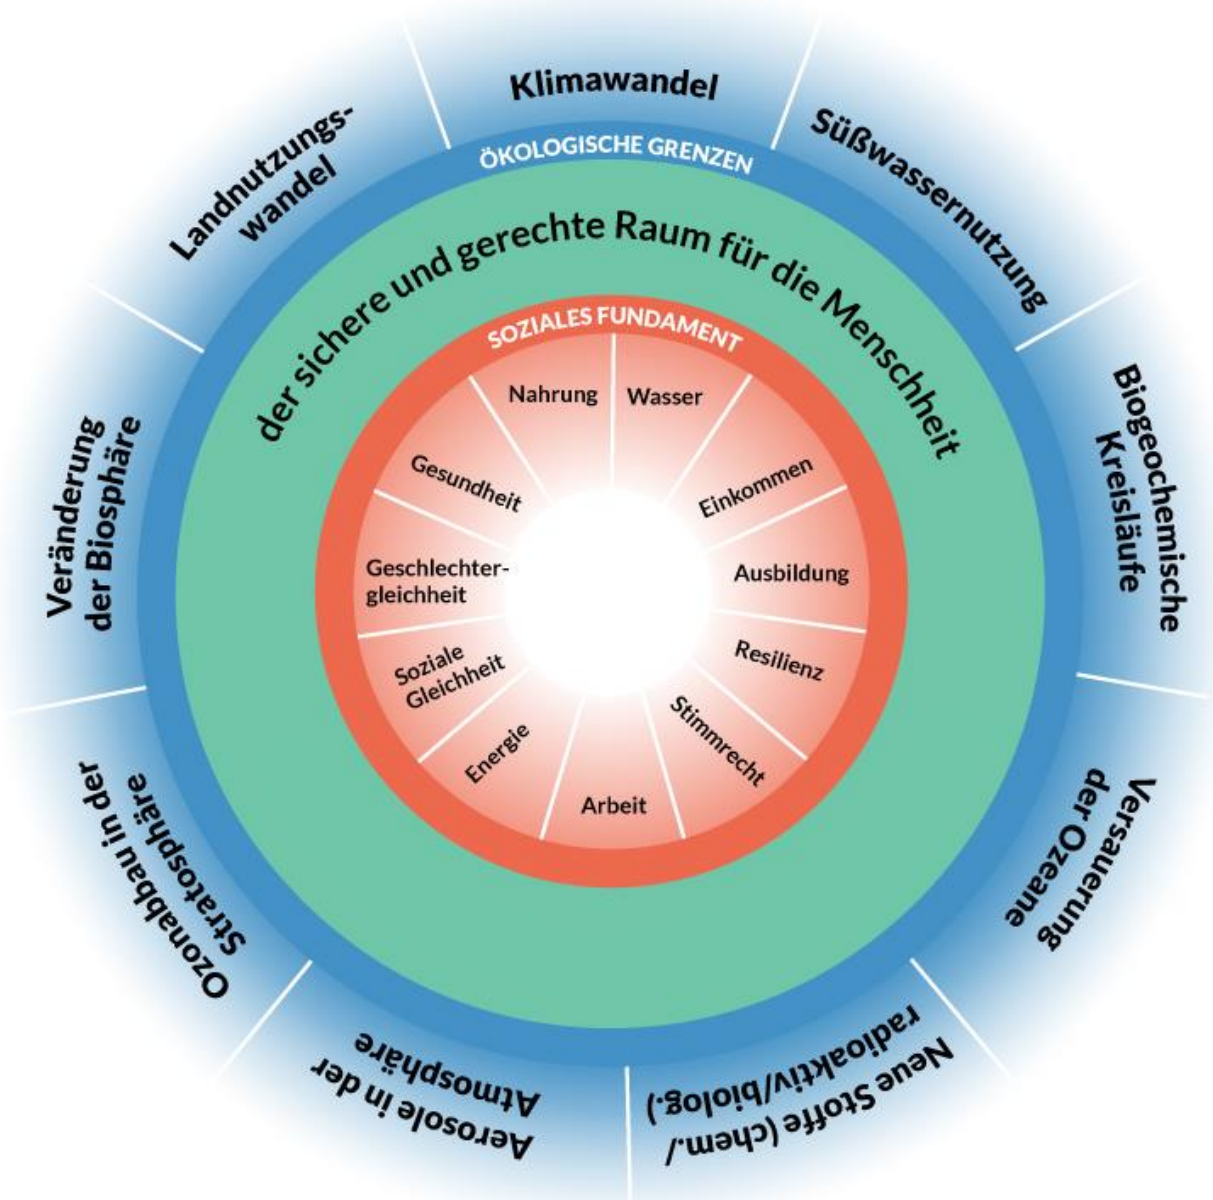 Klimawandel
Süßwassernutzung
Biogeochemische
Kreisläufe
Versauerung
der Ozeane
Neue Stoffe (chem./
radioaktiv/biolog.)
Aerosole in der
Atmosphäre
Ozonabbau in der
Stratosphäre
Veränderung
der Biosphäre
Landnutzungs-
wandel
ÖKOLOGISCHE GRENZEN
der sichere und gerechte Raum für die Menschheit
SOZIALES FUNDAMENT
Wasser
Einkommen
Ausbildung
Resilienz
Stimmrecht
Arbeit
Energie
Soziale
Gleichheit
Geschlechter-
gleichheit
Gesundheit
Nahrung